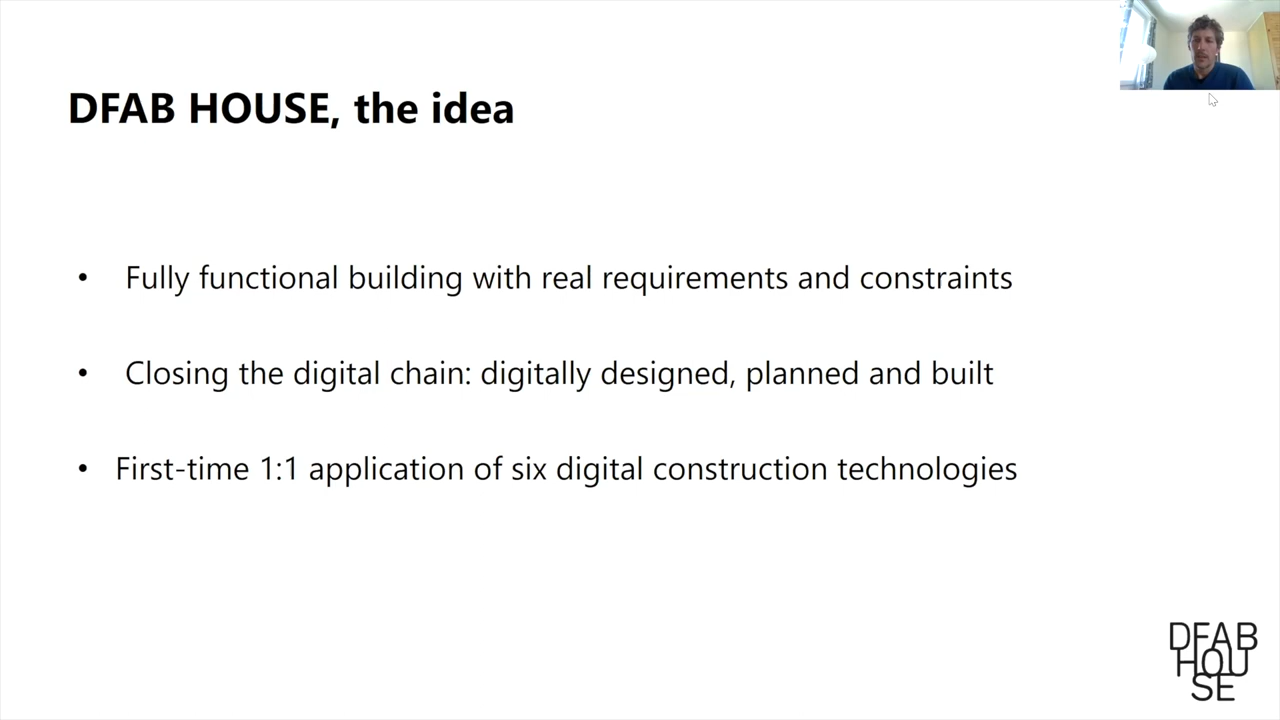 DFAB HOUSE, the idea
• Fully functional building with real requirements and constraints
• Closing the digital chain: digitally designed, planned and built
• First-time 1:1 application of six digital construction technologies
DFAB
HOU
SE